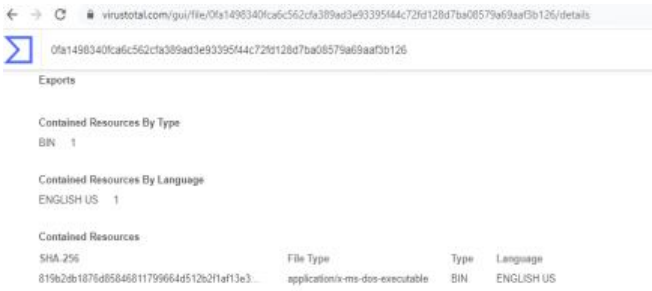 virustotal.com/gui/file/0fa1498340fca6c562cfa389ad3e93395f44c72fd128d7ba08579a69aaf3b126/details
0fa1498340fca6c562cfa389ad3e93395f44c72fd128d7ba08579a69aaf3b126
Exports
Contained Resources By Type
BIN 1
Contained Resources By Language
ENGLISH US 1
Contained Resources
SHA-256 File Type Type Language
819b2db1876d85846811799664d512b2f1af13e3... application/x-ms-dos-executable BIN ENGLISH US